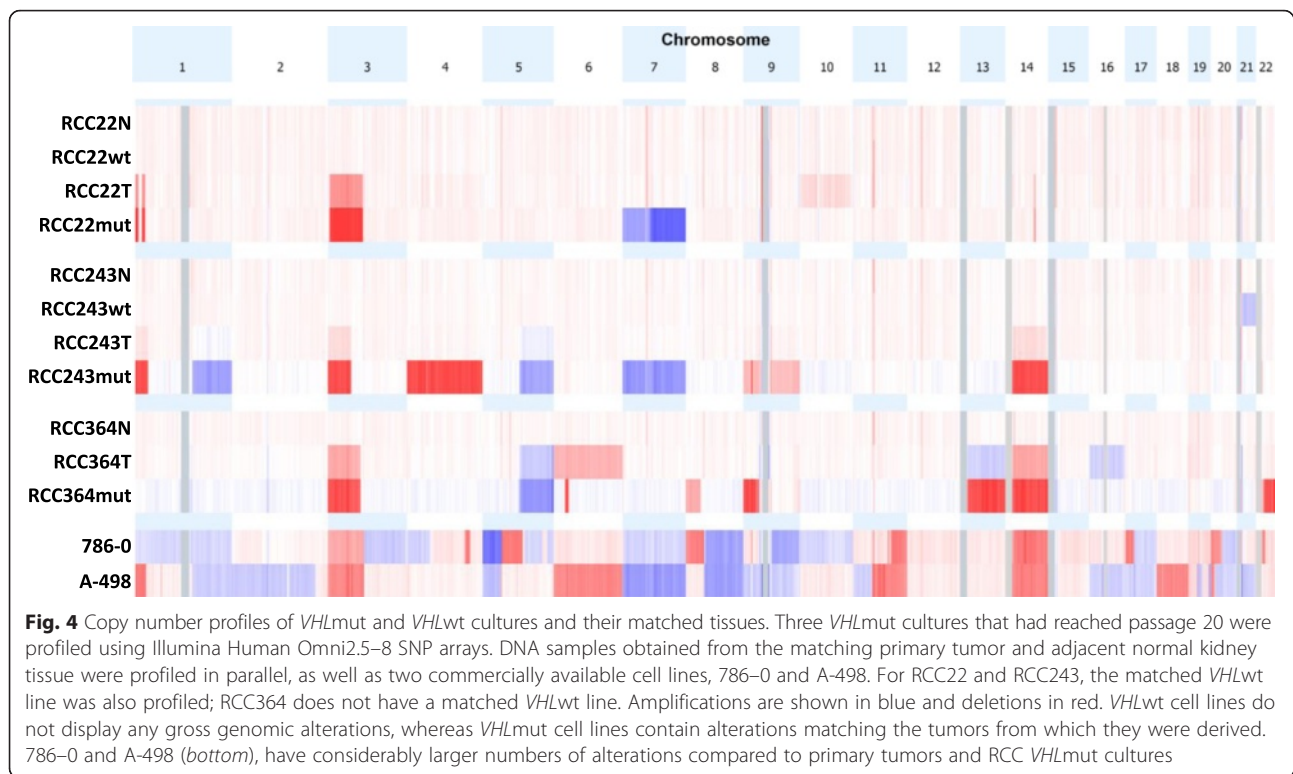 Chromosome
1 2 3 4 5 6 7 8 9 10 11 12 13 14 15 16 17 18 19 20 21 22
RCC22N
RCC22wt
RCC22T
RCC22mut
RCC243N
RCC243wt
RCC243T
RCC243mut
RCC364N
RCC364T
RCC364mut
786-0
A-498
Fig. 4 Copy number profiles of VHLmut and VHLwt cultures and their matched tissues. Three VHLmut cultures that had reached passage 20 were
profiled using Illumina Human Omni2.5–8 SNP arrays. DNA samples obtained from the matching primary tumor and adjacent normal kidney
tissue were profiled in parallel, as well as two commercially available cell lines, 786–0 and A-498. For RCC22 and RCC243, the matched VHLwt
line was also profiled; RCC364 does not have a matched VHLwt line. Amplifications are shown in blue and deletions in red. VHLwt cell lines do
not display any gross genomic alterations, whereas VHLmut cell lines contain alterations matching the tumors from which they were derived.
786–0 and A-498 (bottom), have considerably larger numbers of alterations compared to primary tumors and RCC VHLmut cultures